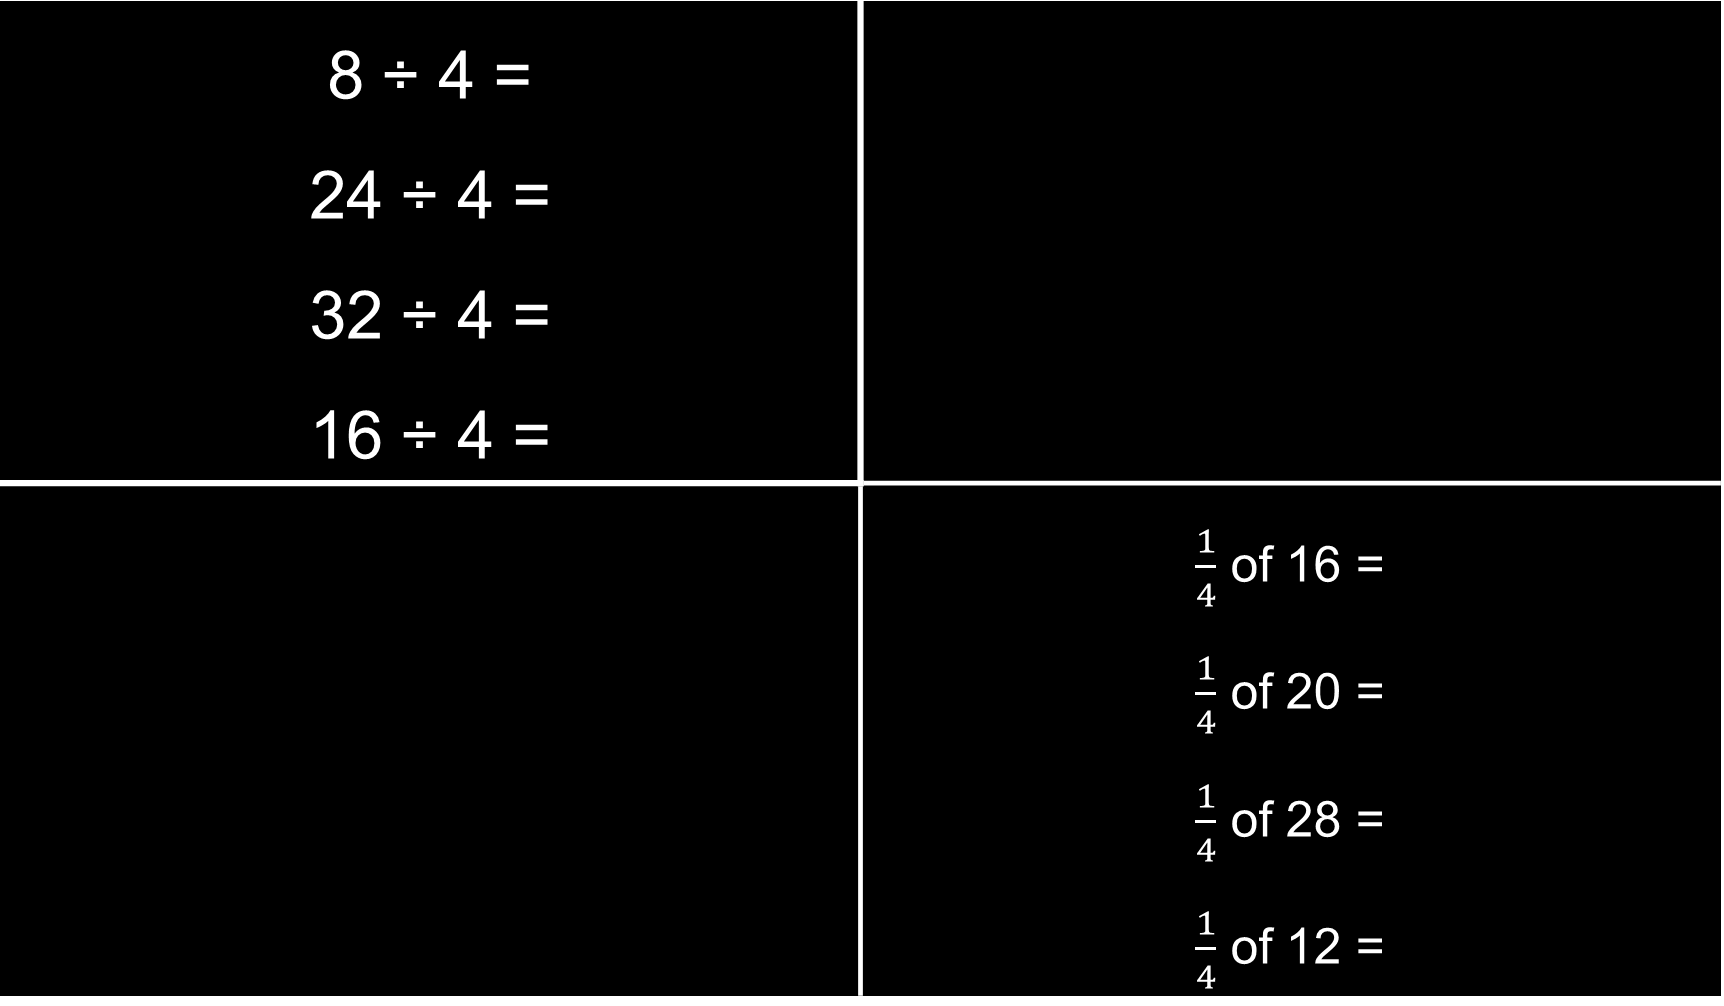 8 ÷ 4 =
24 ÷ 4 =
32 ÷ 4 =
16 ÷ 4 =
1/4 of 16 =
1/4 of 20 =
1/4 of 28 =
1/4 of 12 =